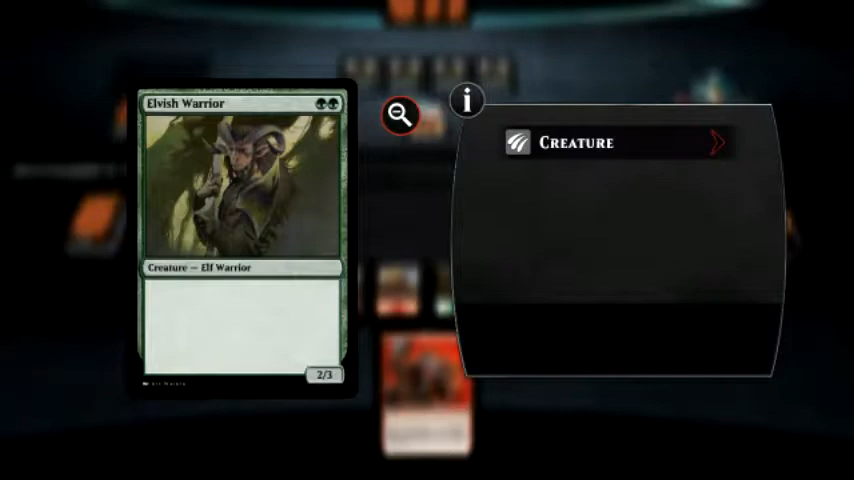 Elvish Warrior
i
CREATURE
Creature — Elf Warrior
2/3